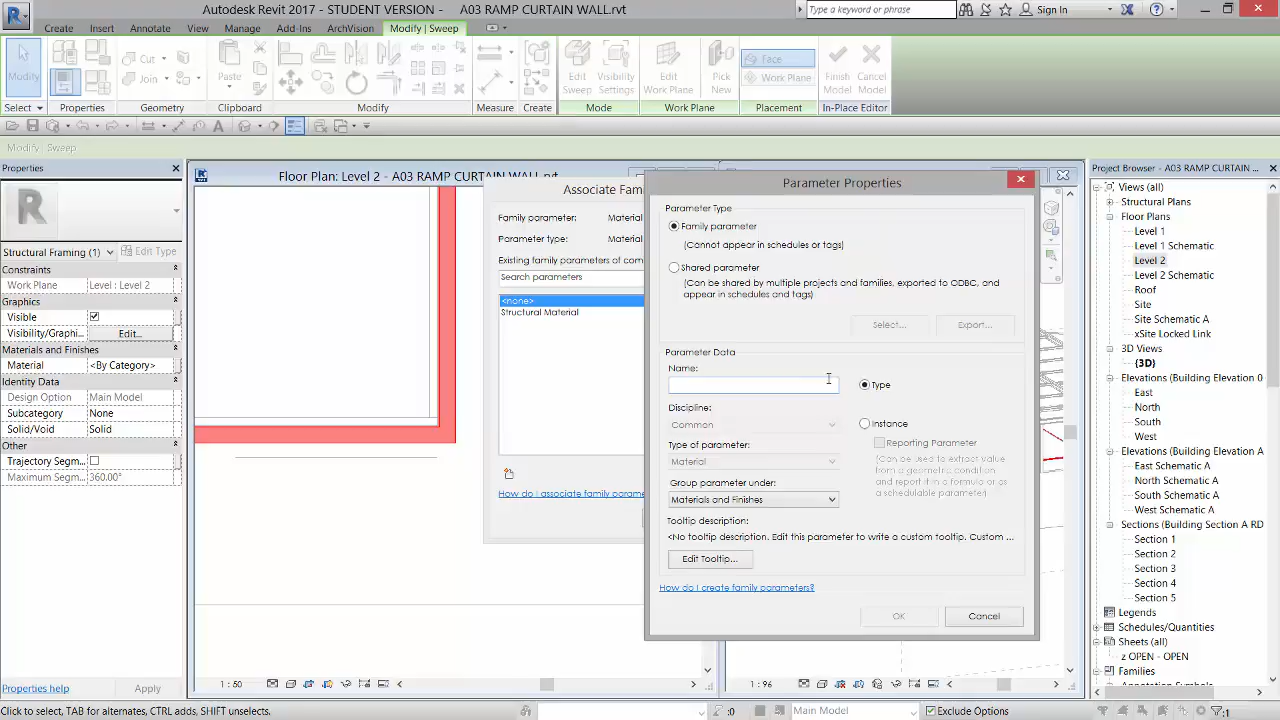 Autodesk Revit 2017 - STUDENT VERSION - A03 RAMP CURTAIN WALL.rvt
Type a keyword or phrase
Sign In
Create Insert Annotate View Manage Add-Ins ArchVision Modify | Sweep
Modify
Cut
Join
Paste
Edit Sweep
Visibility Settings
Edit Work Plane
Pick New
Face
Work Plane
Finish Model
Cancel Model
Select Properties Geometry Clipboard Modify Measure Create Mode Work Plane Placement In-Place Editor
Modify | Sweep
Properties
Structural Framing (1)
Edit Type
Constraints
Work Plane Level : Level 2
Graphics
Visible
Visibility/Graphi... Edit...
Materials and Finishes
Material <By Category>
Identity Data
Design Option Main Model
Subcategory None
Solid/Void Solid
Other
Trajectory Segm...
Maximum Segm... 360.00°
Properties help
Apply
Floor Plan: Level 2 - A03 RAMP CURTAIN WALL.rvt
1 : 50
Associate Fam
Family parameter: Material
Parameter type: Material
Existing family parameters of com
Search parameters
<none>
Structural Material
How do I associate family parame
Parameter Properties
Parameter Type
Family parameter
(Cannot appear in schedules or tags)
Shared parameter
(Can be shared by multiple projects and families, exported to ODBC, and
appear in schedules and tags)
Select...
Export...
Parameter Data
Name:
Type
Discipline:
Common
Instance
Type of parameter:
Reporting Parameter
Material
(Can be used to extract value
from a geometric condition
and report it in a formula or as
a schedulable parameter)
Group parameter under:
Materials and Finishes
Tooltip description:
<No tooltip description. Edit this parameter to write a custom tooltip. Custom ...
Edit Tooltip...
How do I create family parameters?
OK
Cancel
1 : 96
Project Browser - A03 RAMP CURTAIN ...
Views (all)
Structural Plans
Floor Plans
Level 1
Level 1 Schematic
Level 2
Level 2 Schematic
Roof
Site
Site Schematic A
xSite Locked Link
3D Views
{3D}
Elevations (Building Elevation 0
East
North
South
West
Elevations (Building Elevation A
East Schematic A
North Schematic A
South Schematic A
West Schematic A
Sections (Building Section A RD
Section 1
Section 2
Section 3
Section 4
Section 5
Legends
Schedules/Quantities
Sheets (all)
z OPEN - OPEN
Families
Click to select, TAB for alternates, CTRL adds, SHIFT unselects.
:0
Main Model
Exclude Options
:1